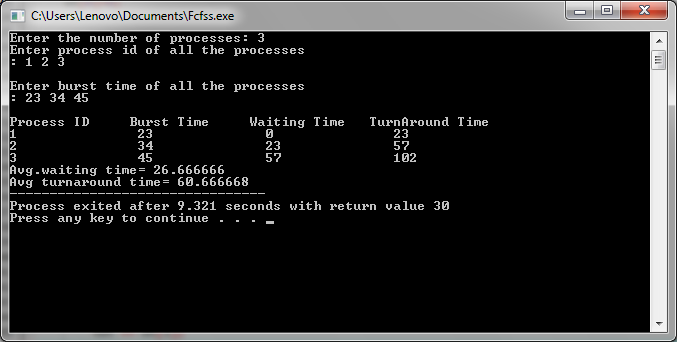 C:\Users\Lenovo\Documents\Fcfss.exe
Enter the number of processes: 3
Enter process id of all the processes
: 1 2 3
Enter burst time of all the processes
: 23 34 45
Process ID Burst Time Waiting Time TurnAround Time
1 23 0 23
2 34 23 57
3 45 57 102
Avg.waiting time= 26.666666
Avg turnaround time= 60.666668
--------------------------------
Process exited after 9.321 seconds with return value 30
Press any key to continue . . . _